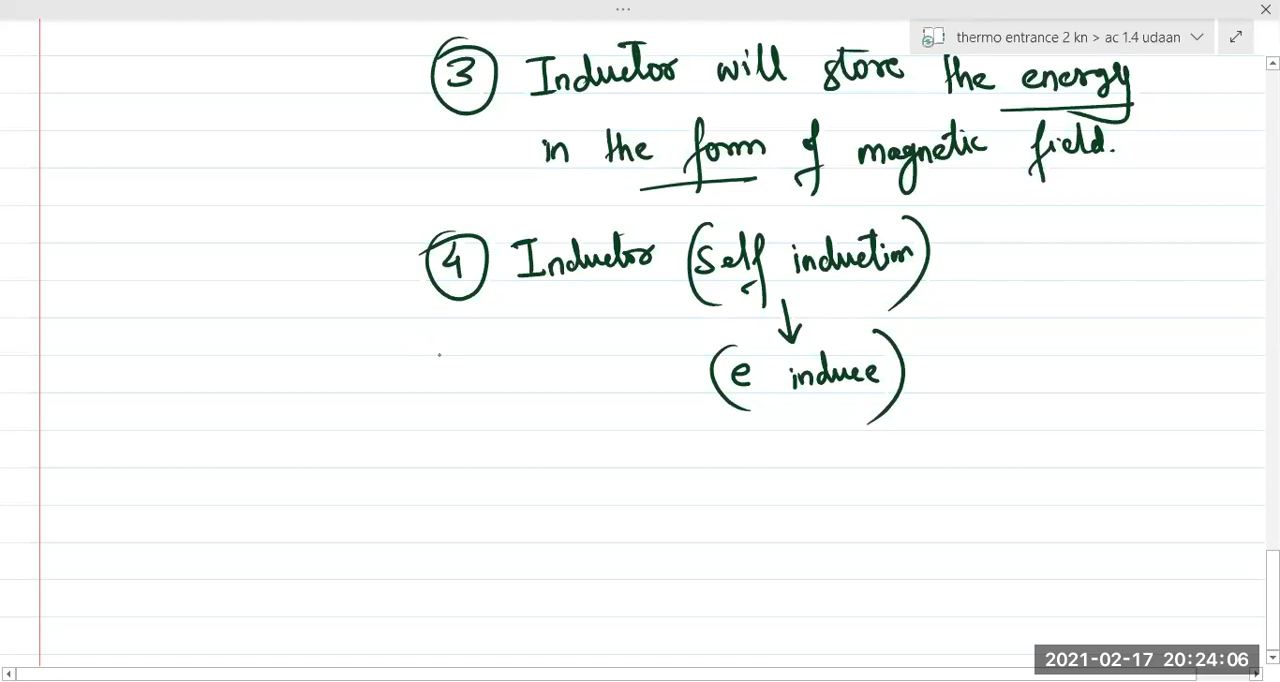 ...
thermo entrance 2 kn > ac 1.4 udaan
③ Inductor will store the energy
in the form of magnetic field.
④ Inductor (Self induction)
↓
(e induce)
2021-02-17 20:24:06